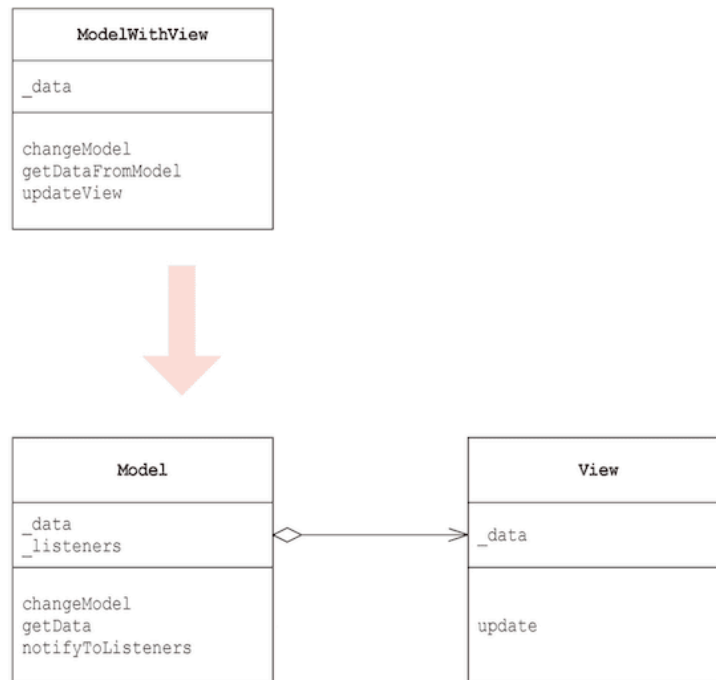 ModelWithView
_data
changeModel
getDataFromModel
updateView
Model
_data
_listeners
changeModel
getData
notifyToListeners
View
_data
update